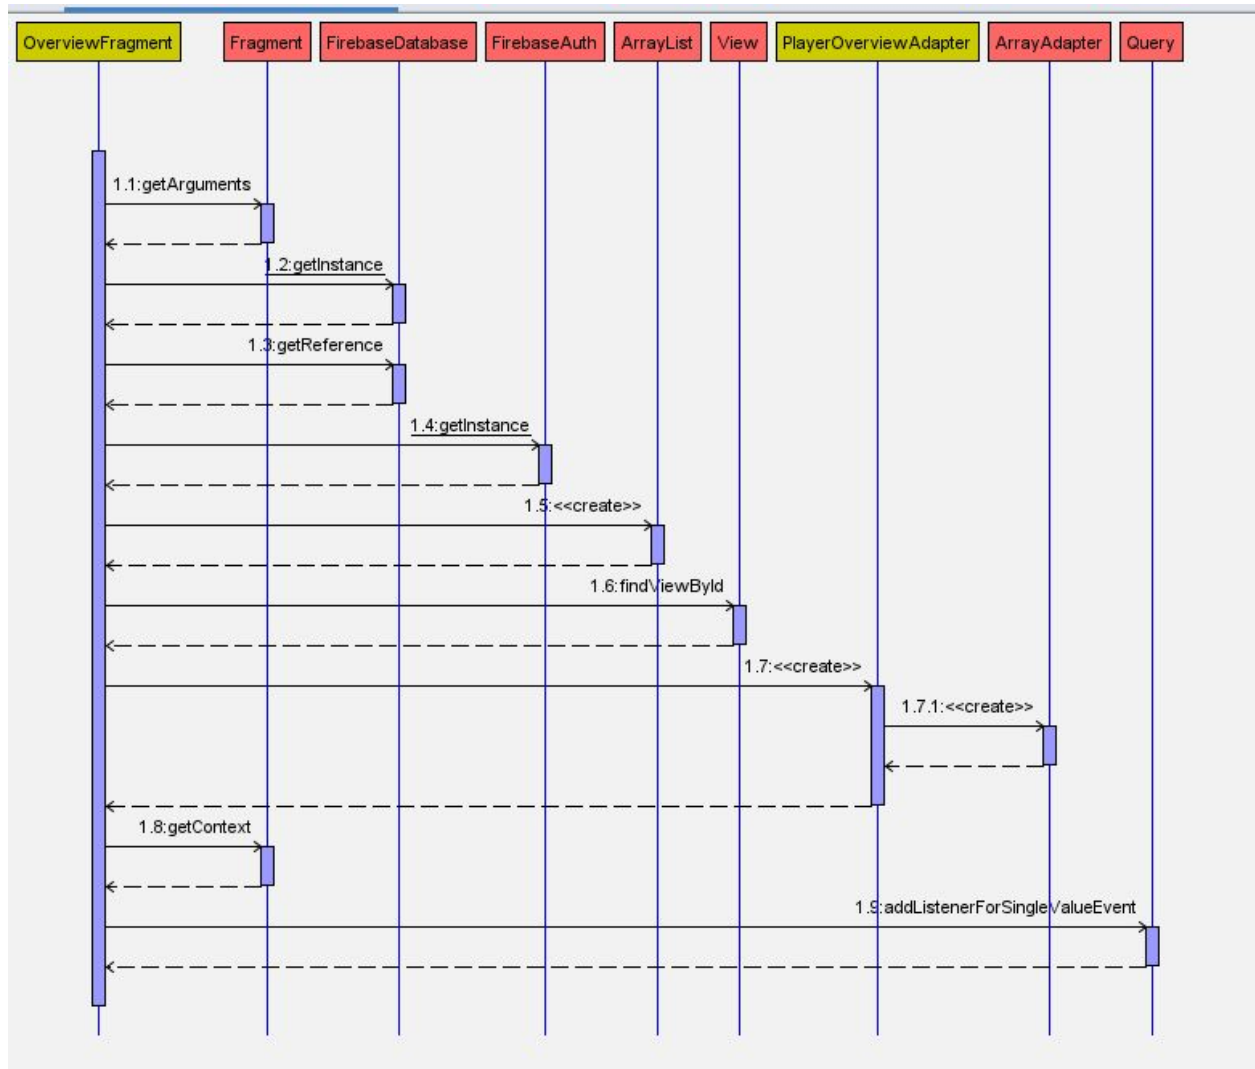 OverviewFragment
Fragment
FirebaseDatabase
FirebaseAuth
ArrayList
View
PlayerOverviewAdapter
ArrayAdapter
Query
1.1:getArguments
1.2:getInstance
1.3:getReference
1.4:getInstance
1.5:<<create>>
1.6:findViewById
1.7:<<create>>
1.7.1:<<create>>
1.8:getContext
1.9:addListenerForSingleValueEvent